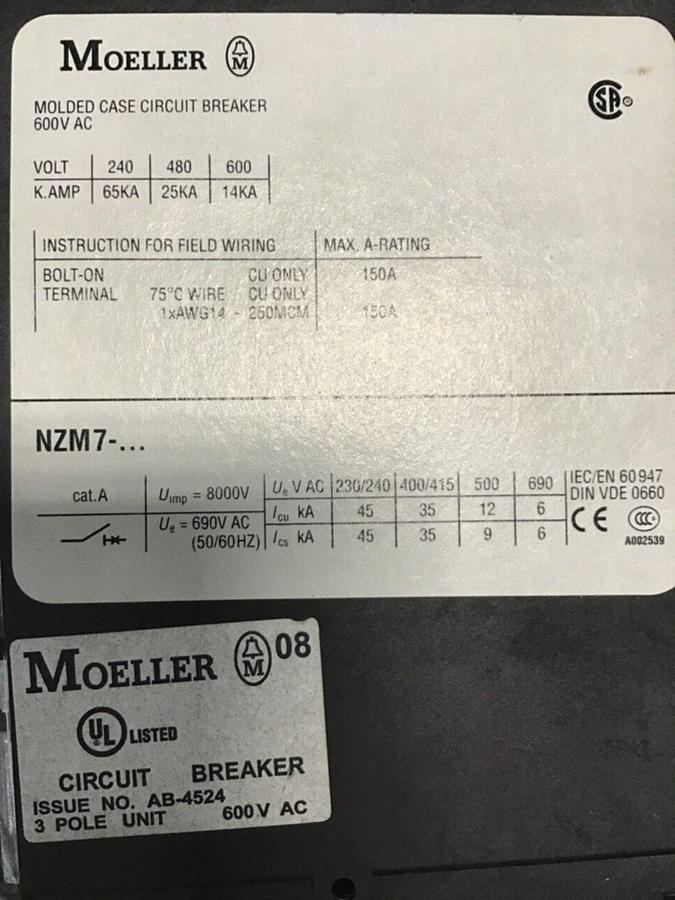 MOELLER M
MOLDED CASE CIRCUIT BREAKER
600V AC
SA ®
VOLT 240 480 600
K.AMP 65KA 25KA 14KA
INSTRUCTION FOR FIELD WIRING MAX. A-RATING
BOLT-ON CU ONLY 150A
TERMINAL 75°C WIRE CU ONLY
1xAWG14 - 250MCM 150A
NZM7-...
cat.A Uimp = 8000V Ue V AC 230/240 400/415 500 690 IEC/EN 60947
DIN VDE 0660
Ue = 690V AC Icu kA 45 35 12 6 CE CCC
(50/60HZ) Ics kA 45 35 9 6 A002539
MOELLER M 08
UL LISTED
CIRCUIT BREAKER
ISSUE NO. AB-4524
3 POLE UNIT 600V AC